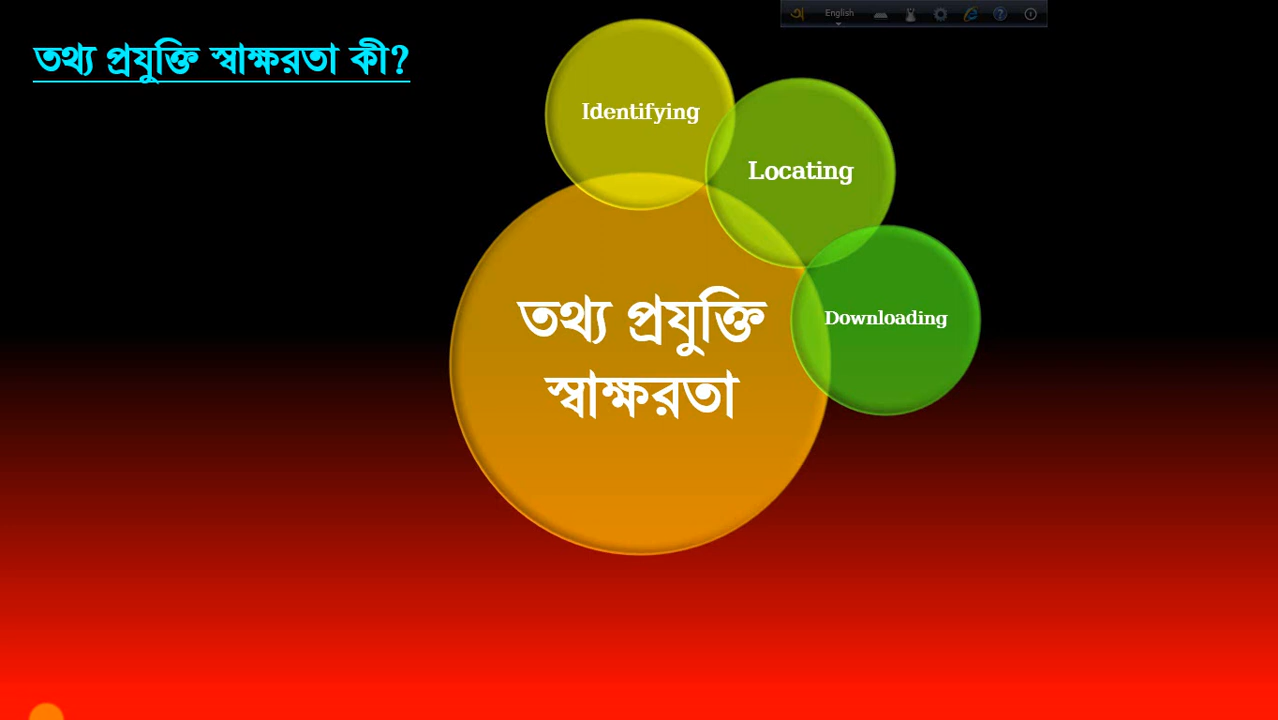 English
তথ্য প্রযুক্তি স্বাক্ষরতা কী?
Identifying
Locating
Downloading
তথ্য প্রযুক্তি
স্বাক্ষরতা